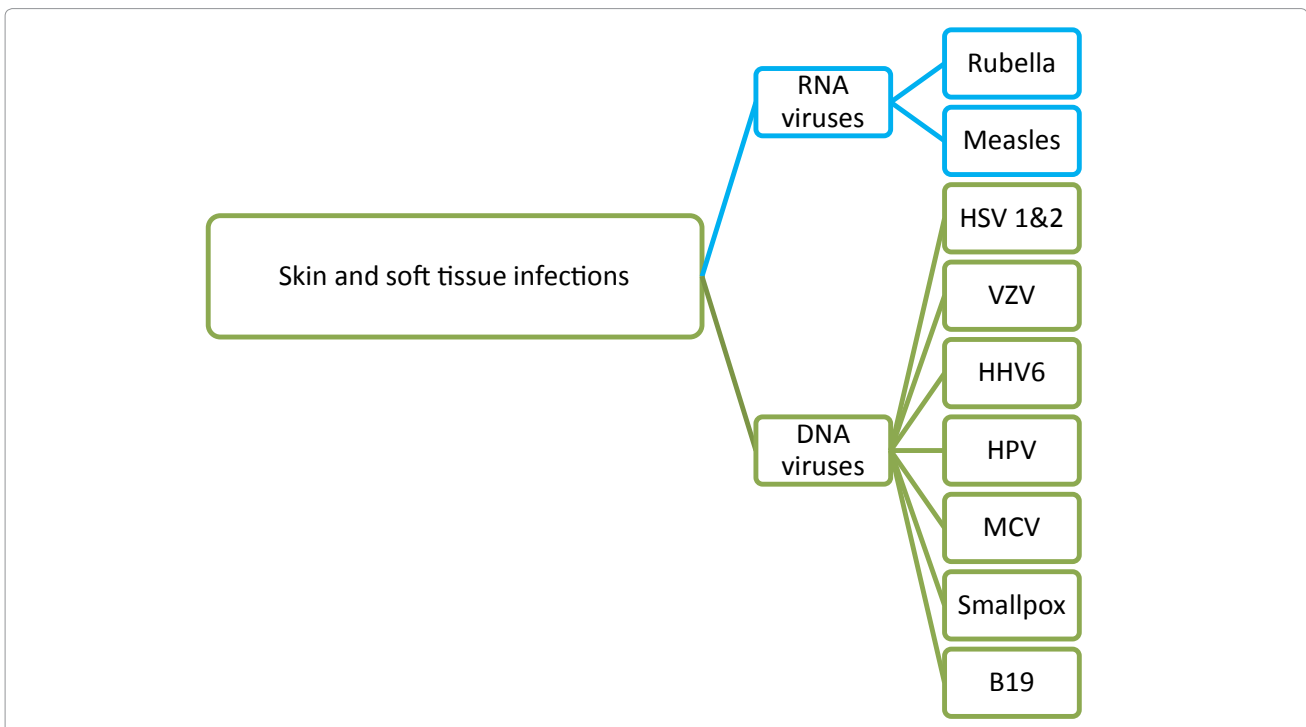 Skin and soft tissue infections
RNA
viruses
Rubella
Measles
DNA
viruses
HSV 1&2
VZV
HHV6
HPV
MCV
Smallpox
B19